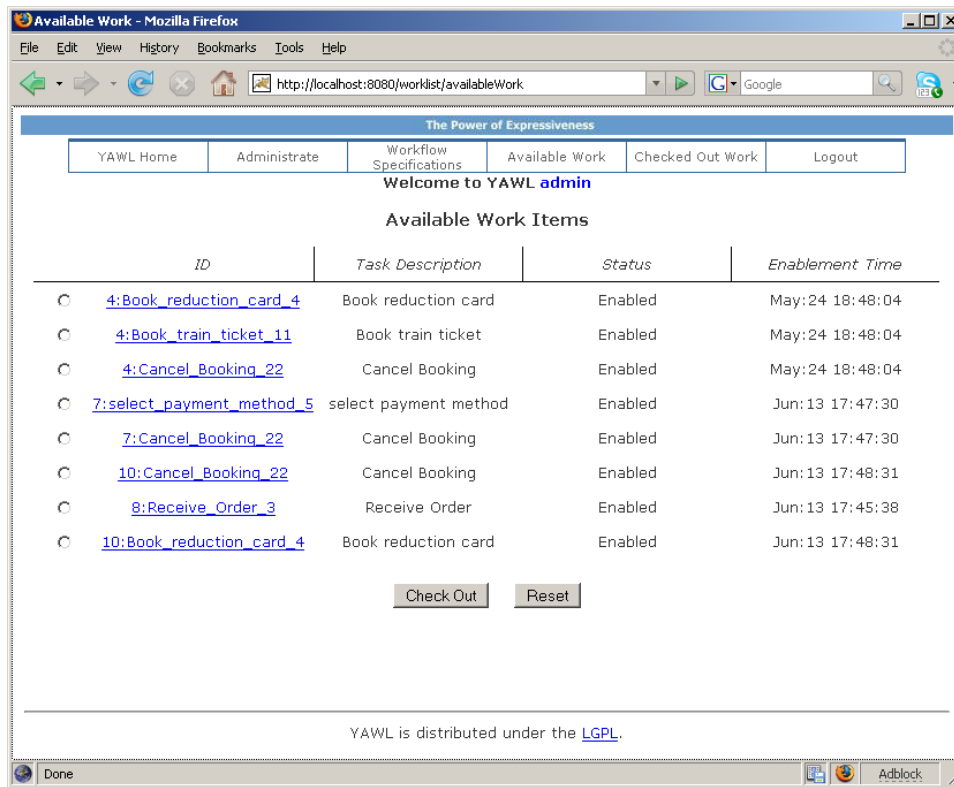 Available Work - Mozilla Firefox
File Edit View History Bookmarks Tools Help
http://localhost:8080/worklist/availableWork G Google
The Power of Expressiveness
YAWL Home Administrate Workflow Specifications Available Work Checked Out Work Logout
Welcome to YAWL admin
Available Work Items
ID Task Description Status Enablement Time
4:Book_reduction_card_4 Book reduction card Enabled May:24 18:48:04
4:Book_train_ticket_11 Book train ticket Enabled May:24 18:48:04
4:Cancel_Booking_22 Cancel Booking Enabled May:24 18:48:04
7:select_payment_method_5 select payment method Enabled Jun:13 17:47:30
7:Cancel_Booking_22 Cancel Booking Enabled Jun:13 17:47:30
10:Cancel_Booking_22 Cancel Booking Enabled Jun:13 17:48:31
8:Receive_Order_3 Receive Order Enabled Jun:13 17:45:38
10:Book_reduction_card_4 Book reduction card Enabled Jun:13 17:48:31
Check Out Reset
YAWL is distributed under the LGPL.
Done Adblock